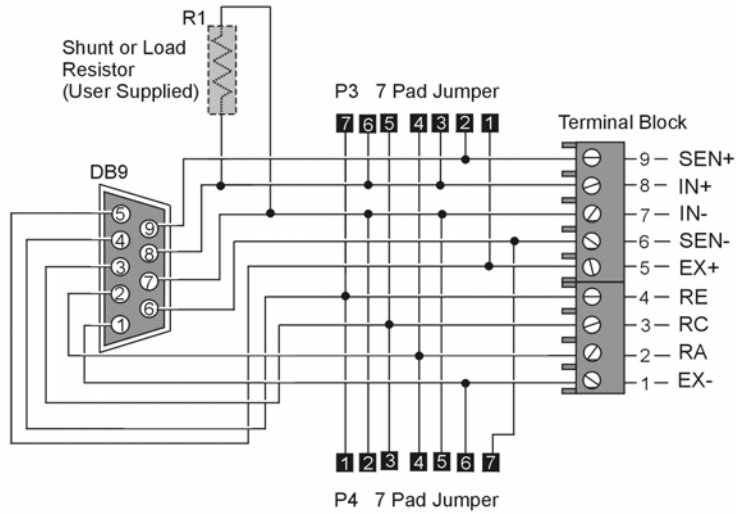 R1
Shunt or Load
Resistor
(User Supplied)
P3 7 Pad Jumper
7 6 5 4 3 2 1
Terminal Block
DB9
5
4
3
2
1
9
8
7
6
9 SEN+
8 IN+
7 IN-
6 SEN-
5 EX+
4 RE
3 RC
2 RA
1 EX-
1 2 3 4 5 6 7
P4 7 Pad Jumper